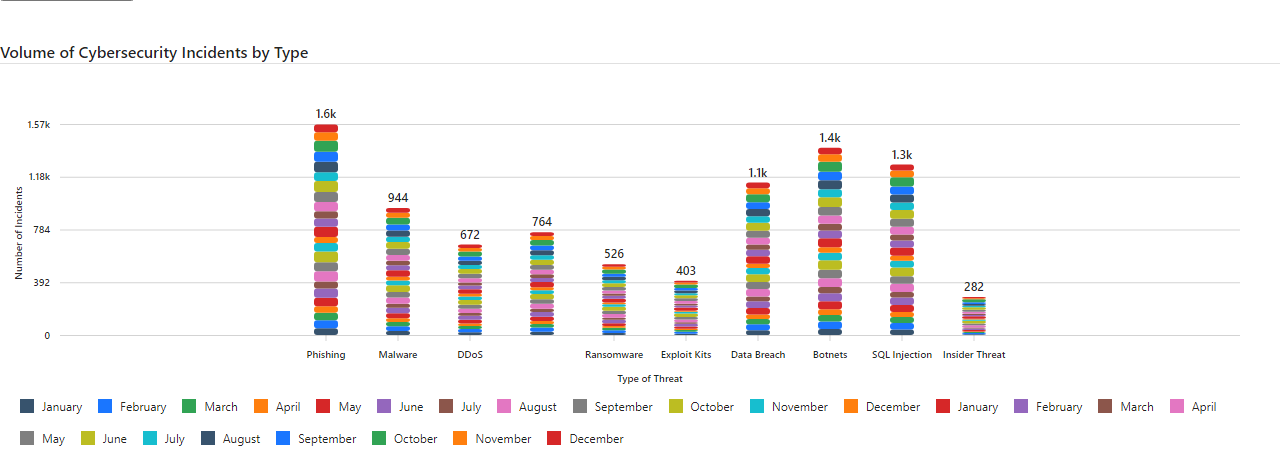 Volume of Cybersecurity Incidents by Type
Number of Incidents
1.57k
1.18k
784
392
0
1.6k
944
672
764
526
403
1.1k
1.4k
1.3k
282
Phishing Malware DDoS Ransomware Exploit Kits Data Breach Botnets SQL Injection Insider Threat
Type of Threat
January February March April May June July August September October November December January February March April
May June July August September October November December